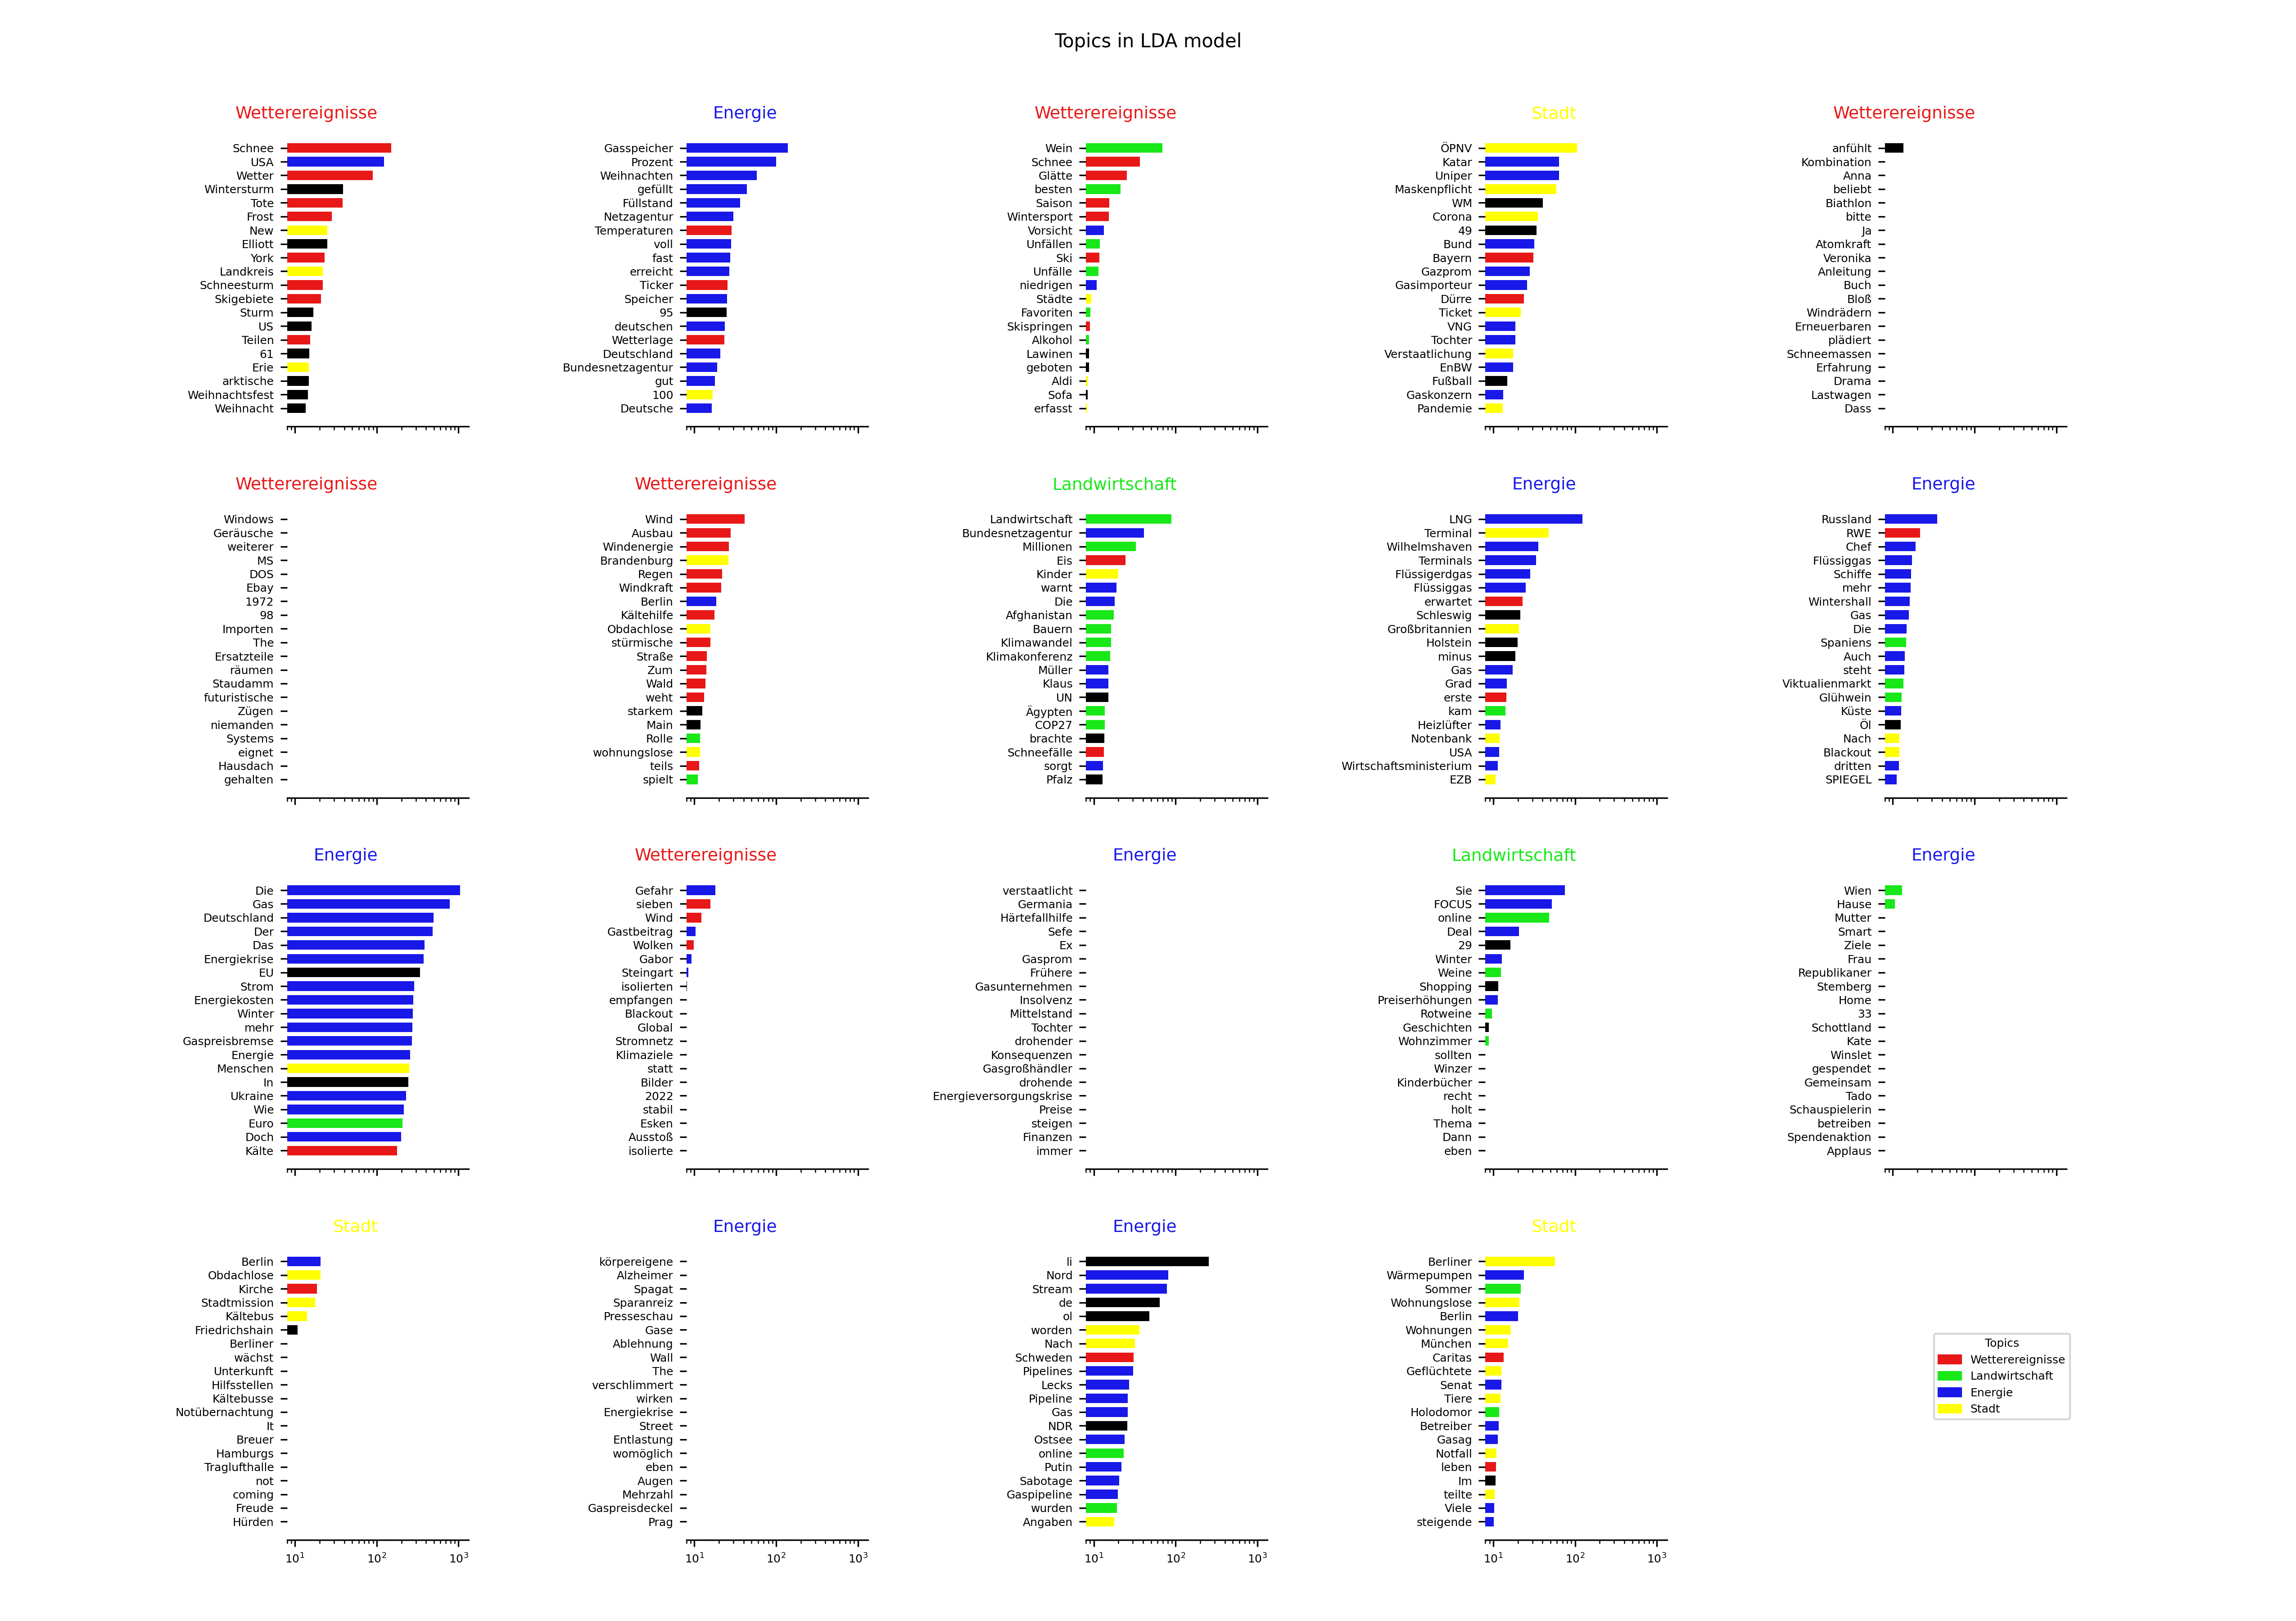 Topics in LDA model
Wetterereignisse
Schnee
USA
Wetter
Wintersturm
Tote
Frost
New
Elliott
York
Landkreis
Schneesturm
Skigebiete
Sturm
US
Teilen
61
Erie
arktische
Weihnachtsfest
Weihnacht
Energie
Gasspeicher
Prozent
Weihnachten
gefüllt
Füllstand
Netzagentur
Temperaturen
voll
fast
erreicht
Ticker
Speicher
95
deutschen
Wetterlage
Deutschland
Bundesnetzagentur
gut
100
Deutsche
Wetterereignisse
Wein
Schnee
Glätte
besten
Saison
Wintersport
Vorsicht
Unfällen
Ski
Unfälle
niedrigen
Städte
Favoriten
Skispringen
Alkohol
Lawinen
geboten
Aldi
Sofa
erfasst
Stadt
ÖPNV
Katar
Uniper
Maskenpflicht
WM
Corona
49
Bund
Bayern
Gazprom
Gasimporteur
Dürre
Ticket
VNG
Tochter
Verstaatlichung
EnBW
Fußball
Gaskonzern
Pandemie
Wetterereignisse
anfühlt
Kombination
Anna
beliebt
Biathlon
bitte
Ja
Atomkraft
Veronika
Anleitung
Buch
Bloß
Windrädern
Erneuerbaren
plädiert
Schneemassen
Erfahrung
Drama
Lastwagen
Dass
Wetterereignisse
Windows
Geräusche
weiterer
MS
DOS
Ebay
1972
98
Importen
The
Ersatzteile
räumen
Staudamm
futuristische
Zügen
niemanden
Systems
eignet
Hausdach
gehalten
Wetterereignisse
Wind
Ausbau
Windenergie
Brandenburg
Regen
Windkraft
Berlin
Kältehilfe
Obdachlose
stürmische
Straße
Zum
Wald
weht
starkem
Main
Rolle
wohnungslose
teils
spielt
Landwirtschaft
Landwirtschaft
Bundesnetzagentur
Millionen
Eis
Kinder
warnt
Die
Afghanistan
Bauern
Klimawandel
Klimakonferenz
Müller
Klaus
UN
Ägypten
COP27
brachte
Schneefälle
sorgt
Pfalz
Energie
LNG
Terminal
Wilhelmshaven
Terminals
Flüssigerdgas
Flüssiggas
erwartet
Schleswig
Großbritannien
Holstein
minus
Gas
Grad
erste
kam
Heizlüfter
Notenbank
USA
Wirtschaftsministerium
EZB
Energie
Russland
RWE
Chef
Flüssiggas
Schiffe
mehr
Wintershall
Gas
Die
Spaniens
Auch
steht
Viktualienmarkt
Glühwein
Küste
Öl
Nach
Blackout
dritten
SPIEGEL
Energie
Die
Gas
Deutschland
Der
Das
Energiekrise
EU
Strom
Energiekosten
Winter
mehr
Gaspreisbremse
Energie
Menschen
In
Ukraine
Wie
Euro
Doch
Kälte
Wetterereignisse
Gefahr
sieben
Wind
Gastbeitrag
Wolken
Gabor
Steingart
isolierten
empfangen
Blackout
Global
Stromnetz
Klimaziele
statt
Bilder
2022
stabil
Esken
Ausstoß
isolierte
Energie
verstaatlicht
Germania
Härtefallhilfe
Sefe
Ex
Gasprom
Frühere
Gasunternehmen
Insolvenz
Mittelstand
Tochter
drohender
Konsequenzen
Gasgroßhändler
drohende
Energieversorgungskrise
Preise
steigen
Finanzen
immer
Landwirtschaft
Sie
FOCUS
online
Deal
29
Winter
Weine
Shopping
Preiserhöhungen
Rotweine
Geschichten
Wohnzimmer
sollten
Winzer
Kinderbücher
recht
holt
Thema
Dann
eben
Energie
Wien
Hause
Mutter
Smart
Ziele
Frau
Republikaner
Stemberg
Home
33
Schottland
Kate
Winslet
gespendet
Gemeinsam
Tado
Schauspielerin
betreiben
Spendenaktion
Applaus
Stadt
Berlin
Obdachlose
Kirche
Stadtmission
Kältebus
Friedrichshain
Berliner
wächst
Unterkunft
Hilfsstellen
Kältebusse
Notübernachtung
It
Breuer
Hamburgs
Traglufthalle
not
coming
Freude
Hürden
10¹ 10² 10³
Energie
körpereigene
Alzheimer
Spagat
Sparanreiz
Presseschau
Gase
Ablehnung
Wall
The
verschlimmert
wirken
Energiekrise
Street
Entlastung
womöglich
eben
Augen
Mehrzahl
Gaspreisdeckel
Prag
10¹ 10² 10³
Energie
li
Nord
Stream
de
ol
worden
Nach
Schweden
Pipelines
Lecks
Pipeline
Gas
NDR
Ostsee
online
Putin
Sabotage
Gaspipeline
wurden
Angaben
10¹ 10² 10³
Stadt
Berliner
Wärmepumpen
Sommer
Wohnungslose
Berlin
Wohnungen
München
Caritas
Geflüchtete
Senat
Tiere
Holodomor
Betreiber
Gasag
Notfall
leben
Im
teilte
Viele
steigende
10¹ 10² 10³
Topics
Wetterereignisse
Landwirtschaft
Energie
Stadt